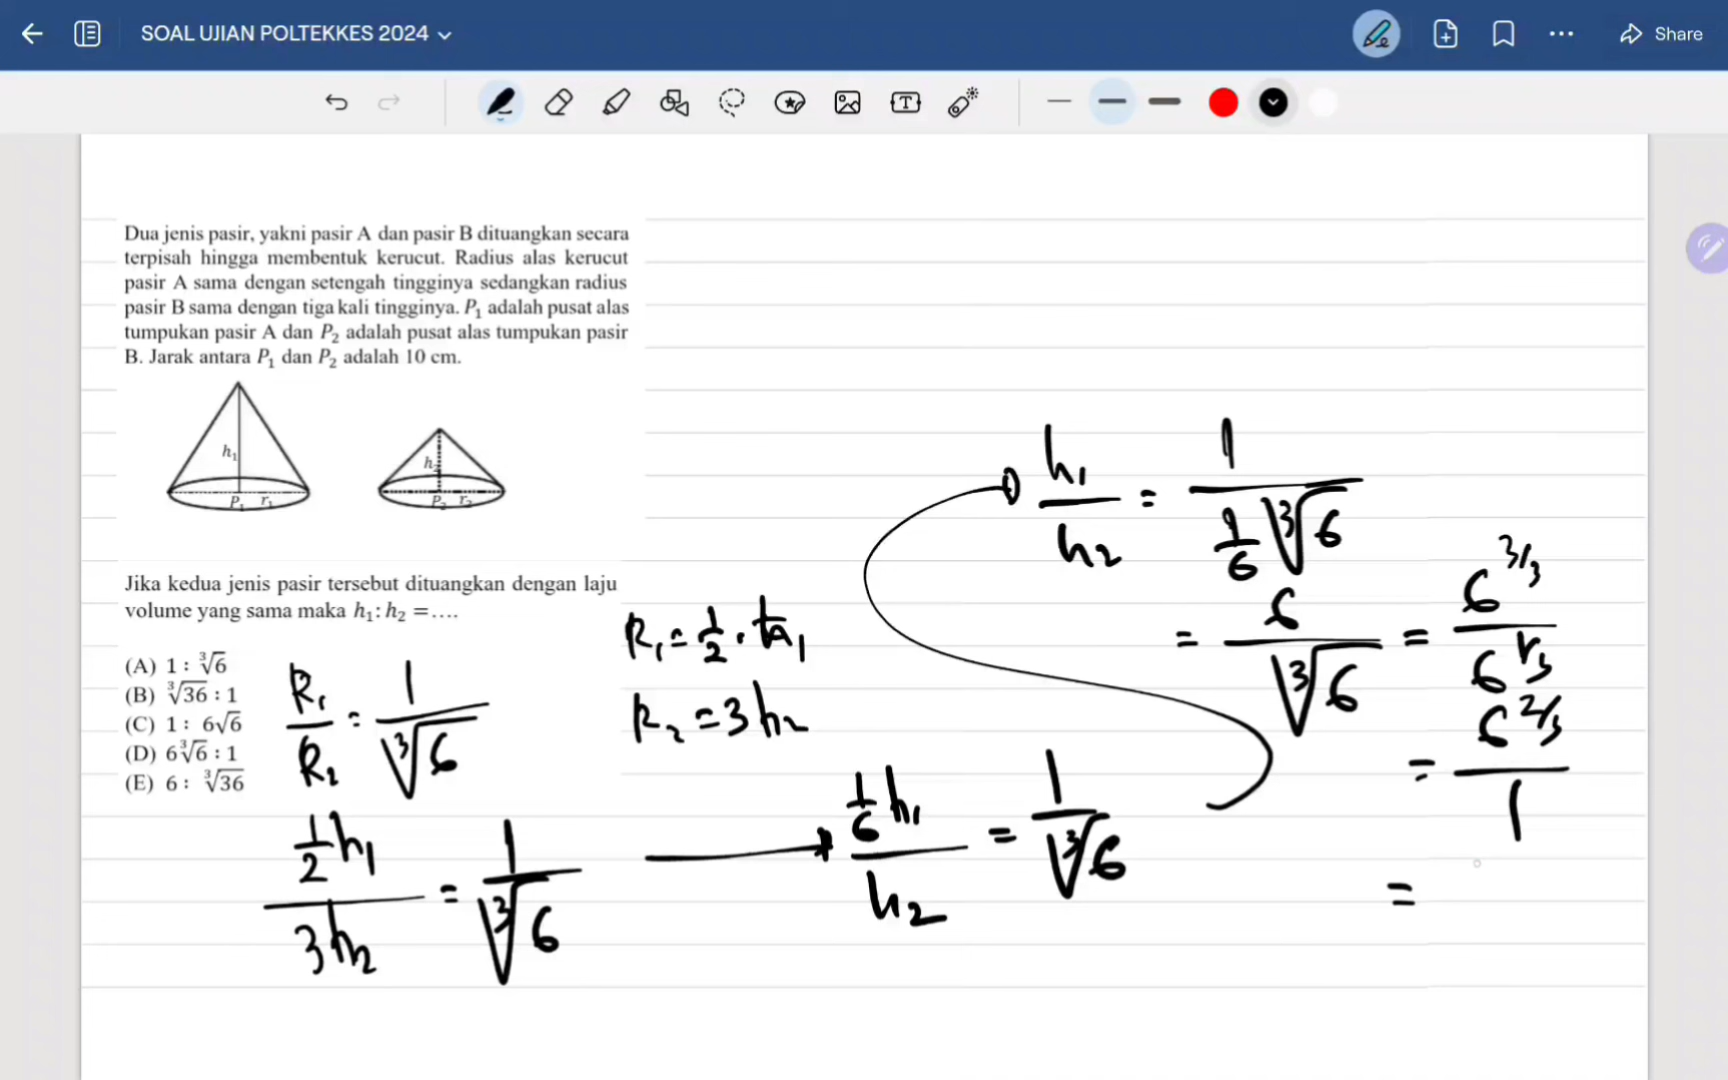 SOAL UJIAN POLTEKKES 2024
Share
Dua jenis pasir, yakni pasir A dan pasir B dituangkan secara
terpisah hingga membentuk kerucut. Radius alas kerucut
pasir A sama dengan setengah tingginya sedangkan radius
pasir B sama dengan tiga kali tingginya. P₁ adalah pusat alas
tumpukan pasir A dan P₂ adalah pusat alas tumpukan pasir
B. Jarak antara P₁ dan P₂ adalah 10 cm.
h₁
P₁ r₁
h₂
P₂ r₂
Jika kedua jenis pasir tersebut dituangkan dengan laju
volume yang sama maka h₁: h₂ =….
(A) 1 : ∛6
(B) ∛36 : 1
(C) 1 : 6√6
(D) 6∛6 : 1
(E) 6 : ∛36
R₁/R₂ = 1/∛6
½h₁/3h₂ = 1/∛6
R₁ = ½ . h₁
R₂ = 3h₂
⅙h₁/h₂ = 1/∛6
h₁/h₂ = 1/(⅙∛6)
= 6/∛6 = 6^(3/3)/6^(1/3)
= 6^(2/3)/1
=